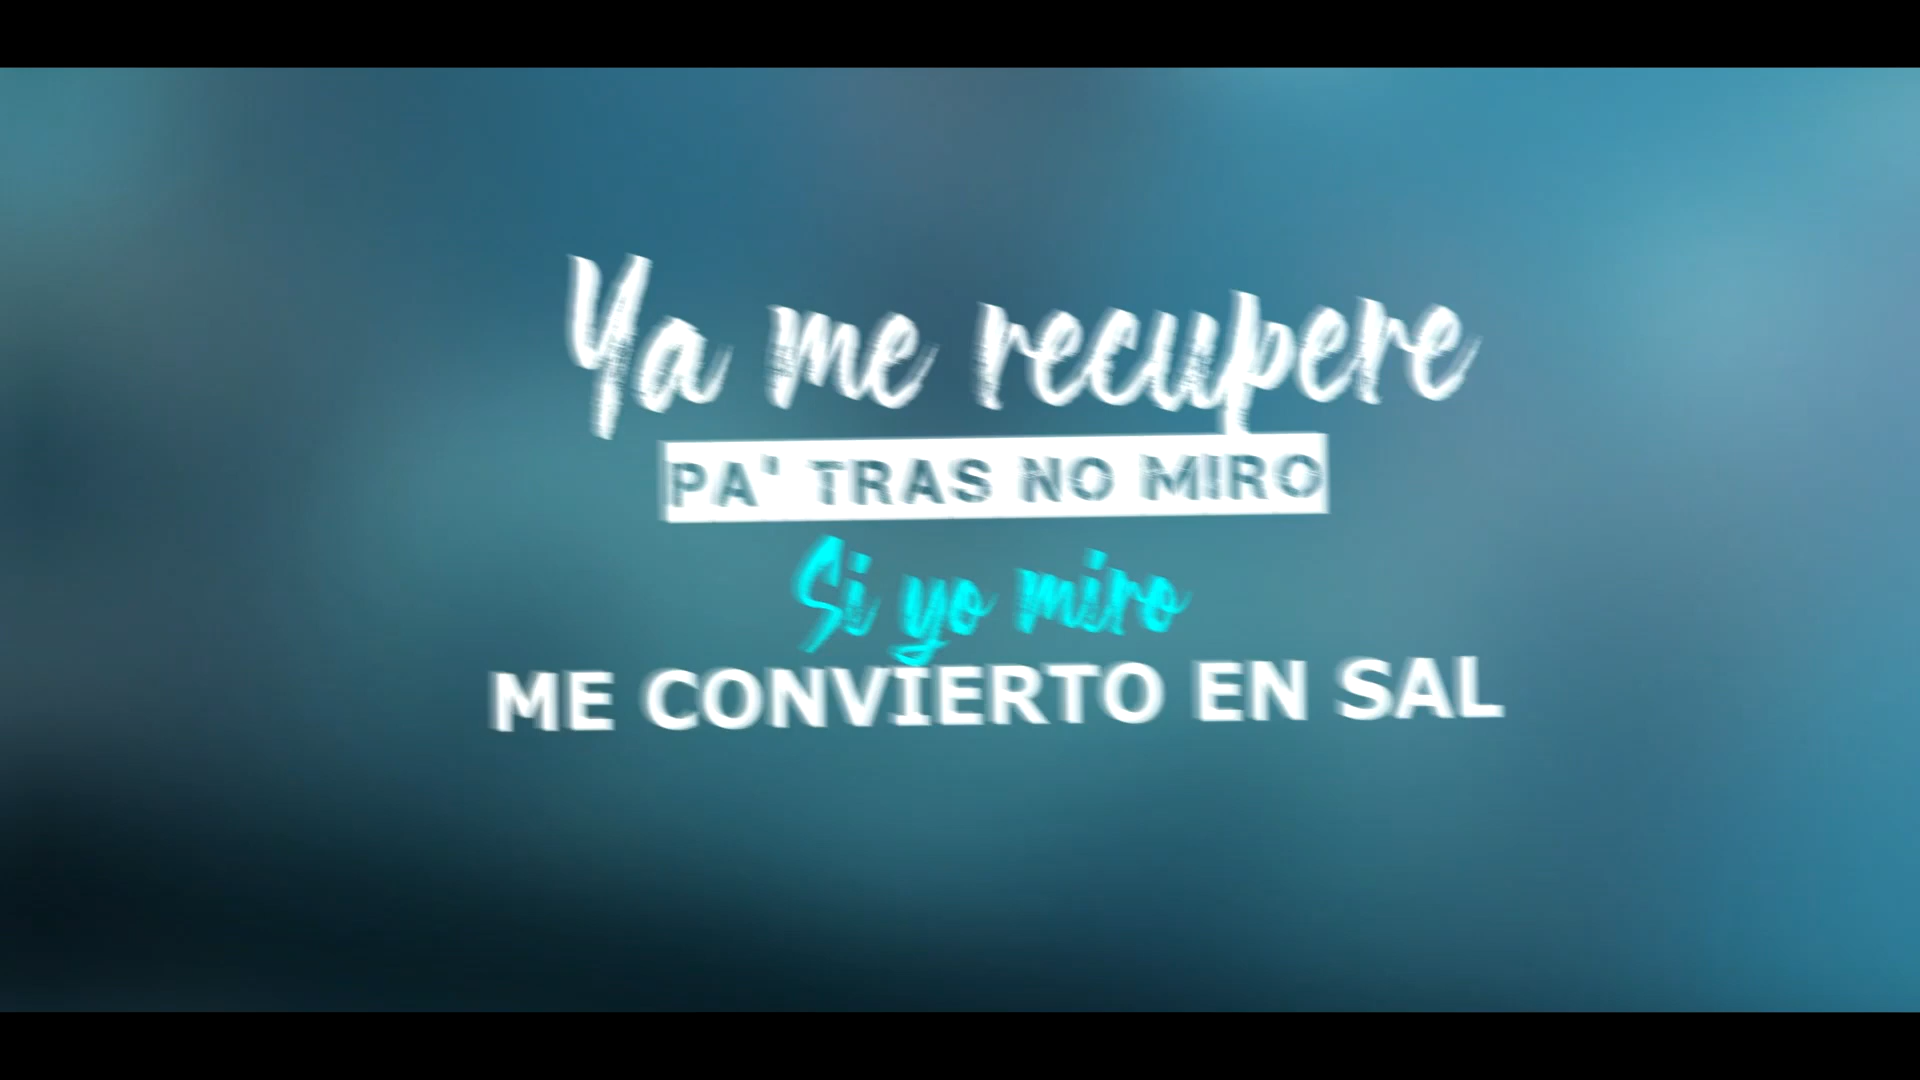 Ya me recupere
PA' TRAS NO MIRO
Si yo miro
ME CONVIERTO EN SAL